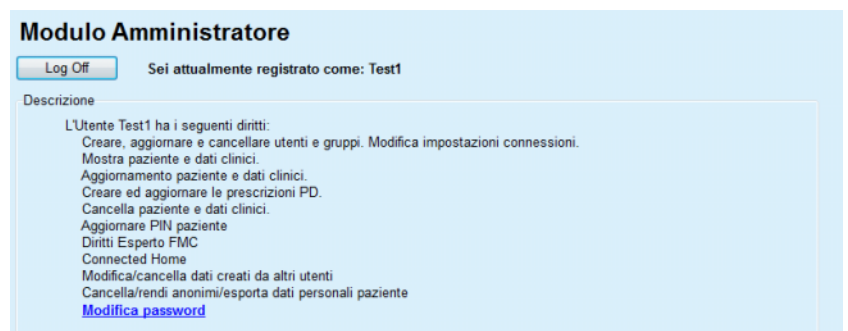 Modulo Amministratore
Log Off Sei attualmente registrato come: Test1
Descrizione
L'Utente Test1 ha i seguenti diritti:
Creare, aggiornare e cancellare utenti e gruppi. Modifica impostazioni connessioni.
Mostra paziente e dati clinici.
Aggiornamento paziente e dati clinici.
Creare ed aggiornare le prescrizioni PD.
Cancella paziente e dati clinici.
Aggiornare PIN paziente
Diritti Esperto FMC
Connected Home
Modifica/cancella dati creati da altri utenti
Cancella/rendi anonimi/esporta dati personali paziente
Modifica password